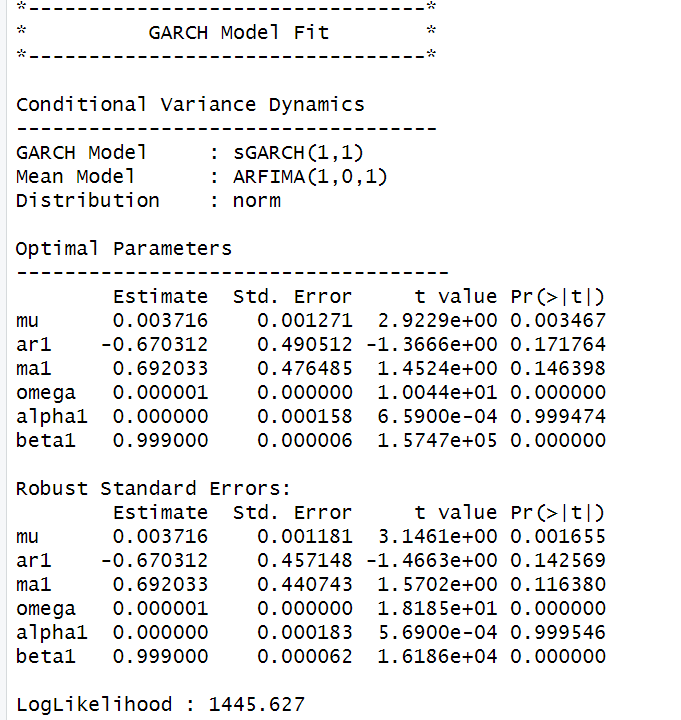 *---------------------------------*
*          GARCH Model Fit        *
*---------------------------------*

Conditional Variance Dynamics
-----------------------------------
GARCH Model     : sGARCH(1,1)
Mean Model      : ARFIMA(1,0,1)
Distribution    : norm

Optimal Parameters
------------------------------------
        Estimate  Std. Error     t value Pr(>|t|)
mu      0.003716    0.001271  2.9229e+00 0.003467
ar1    -0.670312    0.490512 -1.3666e+00 0.171764
ma1     0.692033    0.476485  1.4524e+00 0.146398
omega   0.000001    0.000000  1.0044e+01 0.000000
alpha1  0.000000    0.000158  6.5900e-04 0.999474
beta1   0.999000    0.000006  1.5747e+05 0.000000

Robust Standard Errors:
        Estimate  Std. Error     t value Pr(>|t|)
mu      0.003716    0.001181  3.1461e+00 0.001655
ar1    -0.670312    0.457148 -1.4663e+00 0.142569
ma1     0.692033    0.440743  1.5702e+00 0.116380
omega   0.000001    0.000000  1.8185e+01 0.000000
alpha1  0.000000    0.000183  5.6900e-04 0.999546
beta1   0.999000    0.000062  1.6186e+04 0.000000

LogLikelihood : 1445.627